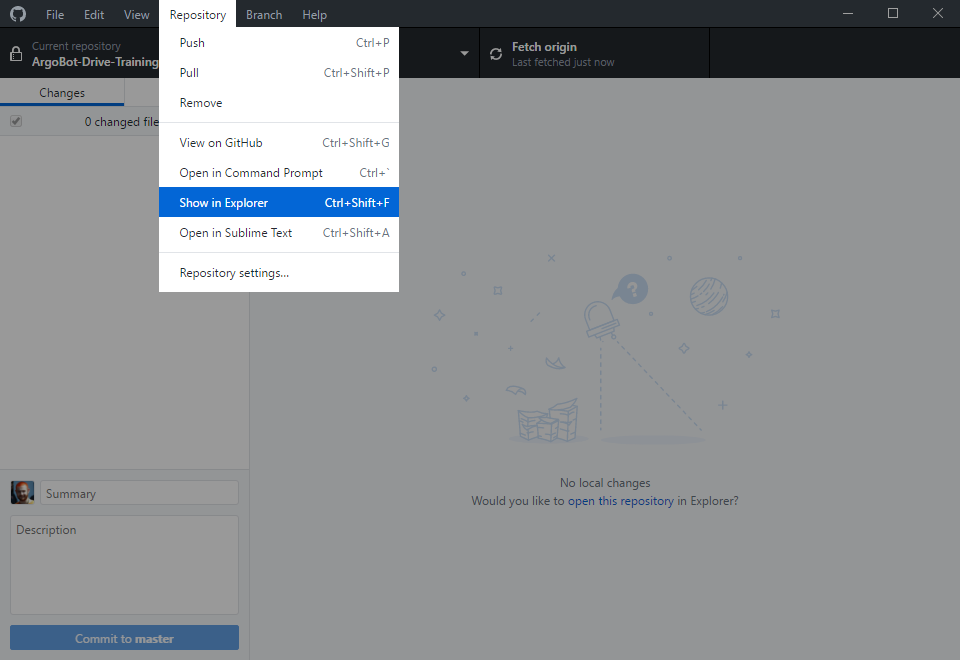 File Edit View Repository Branch Help
Current repository
ArgoBot-Drive-Training
Fetch origin
Last fetched just now
Push Ctrl+P
Pull Ctrl+Shift+P
Remove
View on GitHub Ctrl+Shift+G
Open in Command Prompt Ctrl+`
Show in Explorer Ctrl+Shift+F
Open in Sublime Text Ctrl+Shift+A
Repository settings...
Changes
0 changed file
?
No local changes
Would you like to open this repository in Explorer?
Summary
Description
Commit to master